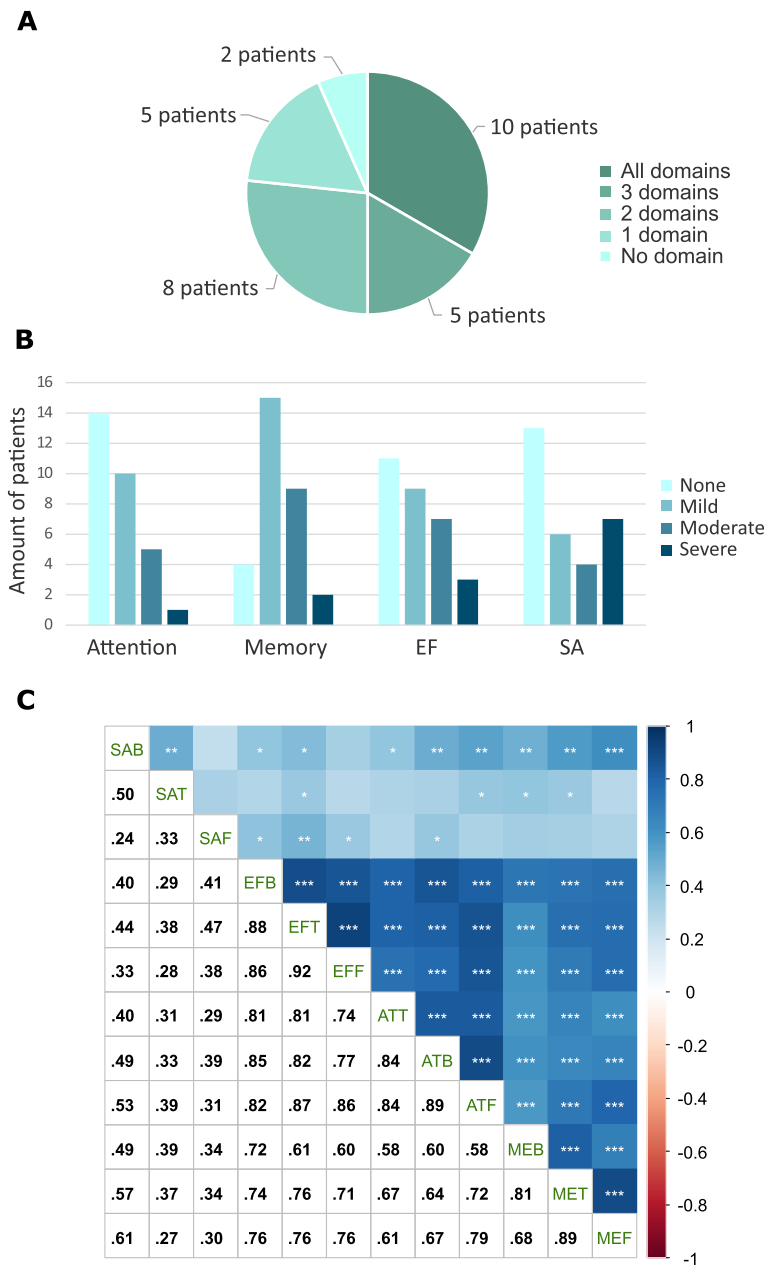 A
2 patients
5 patients
10 patients
8 patients
5 patients
All domains
3 domains
2 domains
1 domain
No domain
B
Amount of patients
16
14
12
10
8
6
4
2
0
Attention Memory EF SA
None
Mild
Moderate
Severe
C
SAB ** * * * ** ** ** ** ***
.50 SAT * * * *
.24 .33 SAF * ** * *
.40 .29 .41 EFB *** *** *** *** *** *** *** ***
.44 .38 .47 .88 EFT *** *** *** *** *** *** ***
.33 .28 .38 .86 .92 EFF *** *** *** *** *** ***
.40 .31 .29 .81 .81 .74 ATT *** *** *** *** ***
.49 .33 .39 .85 .82 .77 .84 ATB *** *** *** ***
.53 .39 .31 .82 .87 .86 .84 .89 ATF *** *** ***
.49 .39 .34 .72 .61 .60 .58 .60 .58 MEB *** ***
.57 .37 .34 .74 .76 .71 .67 .64 .72 .81 MET ***
.61 .27 .30 .76 .76 .76 .61 .67 .79 .68 .89 MEF
1
0.8
0.6
0.4
0.2
0
-0.2
-0.4
-0.6
-0.8
-1